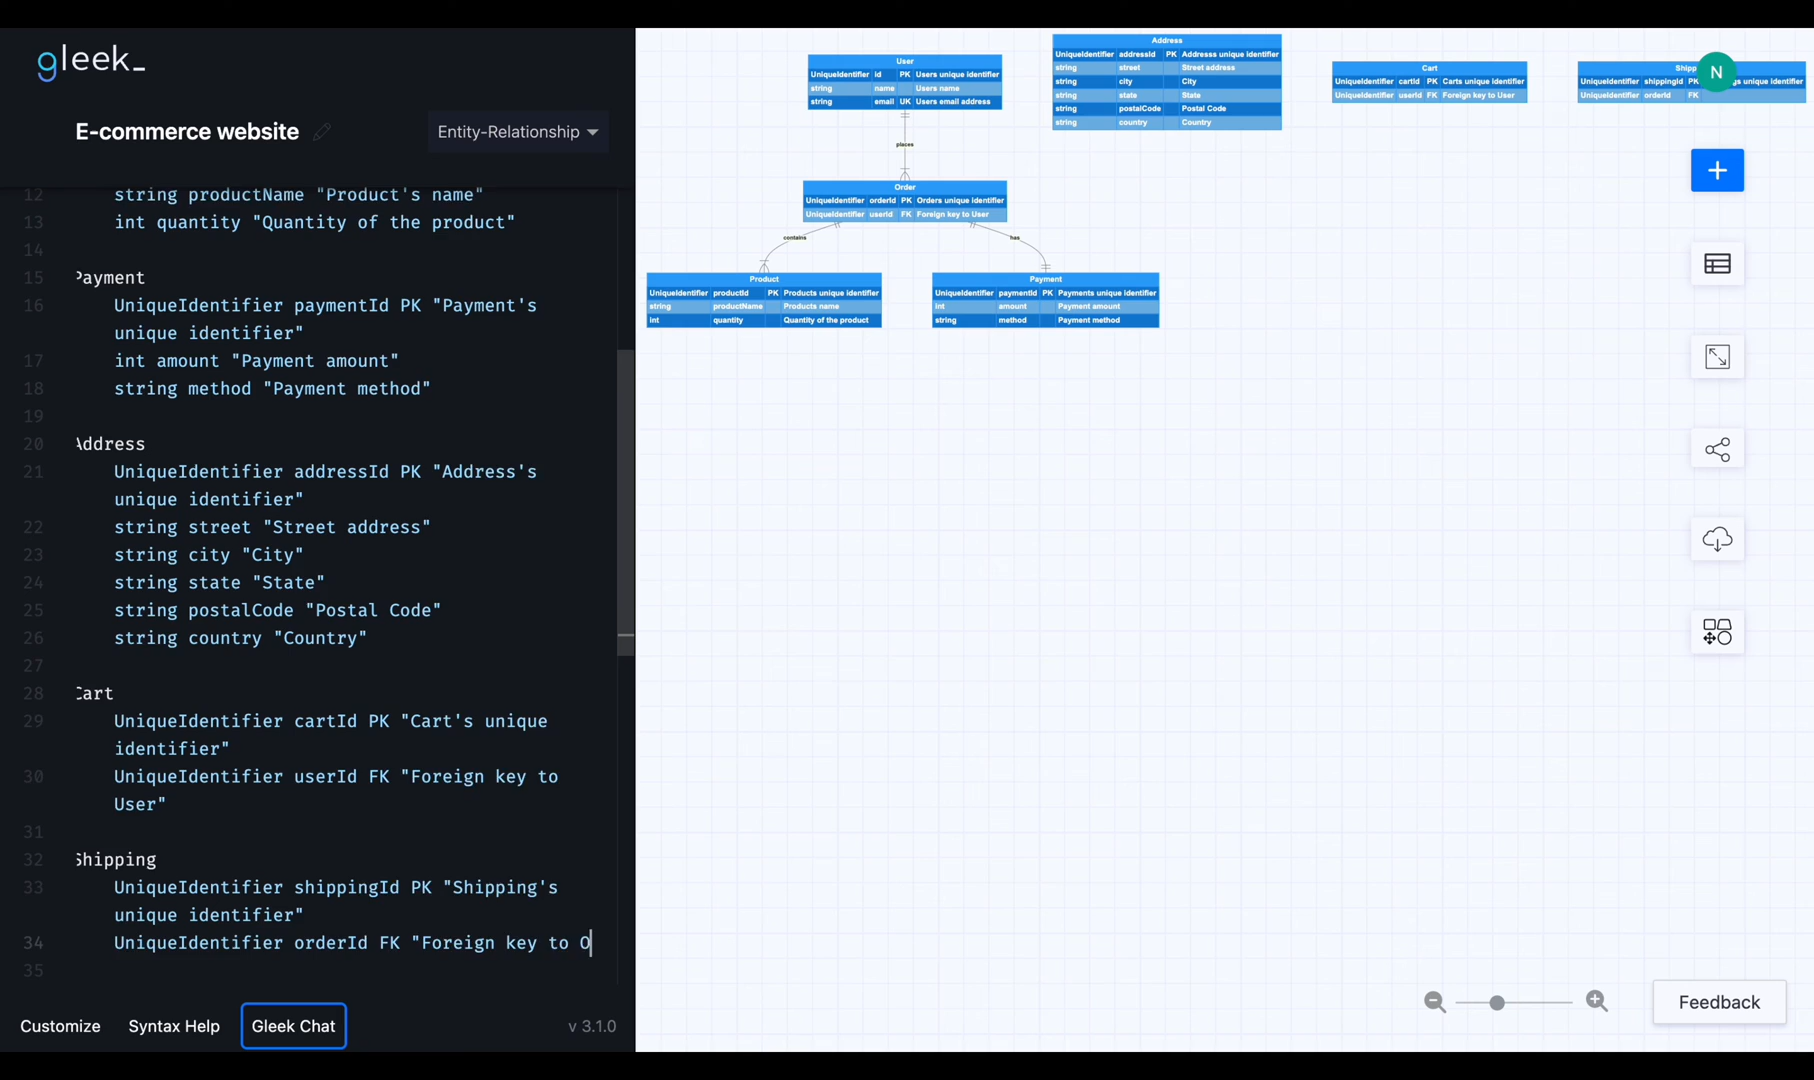 gleek_
E-commerce website
Entity-Relationship
12 string productName "Product's name"
13 int quantity "Quantity of the product"
14
15 Payment
16 UniqueIdentifier paymentId PK "Payment's
unique identifier"
17 int amount "Payment amount"
18 string method "Payment method"
19
20 Address
21 UniqueIdentifier addressId PK "Address's
unique identifier"
22 string street "Street address"
23 string city "City"
24 string state "State"
25 string postalCode "Postal Code"
26 string country "Country"
27
28 Cart
29 UniqueIdentifier cartId PK "Cart's unique
identifier"
30 UniqueIdentifier userId FK "Foreign key to
User"
31
32 Shipping
33 UniqueIdentifier shippingId PK "Shipping's
unique identifier"
34 UniqueIdentifier orderId FK "Foreign key to O
35
Customize
Syntax Help
Gleek Chat
v 3.1.0
User
UniqueIdentifier id PK Users unique identifier
string name Users name
string email UK Users email address
places
Order
UniqueIdentifier orderId PK Orders unique identifier
UniqueIdentifier userId FK Foreign key to User
contains
has
Product
UniqueIdentifier productId PK Products unique identifier
string productName Products name
int quantity Quantity of the product
Payment
UniqueIdentifier paymentId PK Payments unique identifier
int amount Payment amount
string method Payment method
Address
UniqueIdentifier addressId PK Addresss unique identifier
string street Street address
string city City
string state State
string postalCode Postal Code
string country Country
Cart
UniqueIdentifier cartId PK Carts unique identifier
UniqueIdentifier userId FK Foreign key to User
Shipp
UniqueIdentifier shippingId PK gs unique identifier
UniqueIdentifier orderId FK
N
Feedback